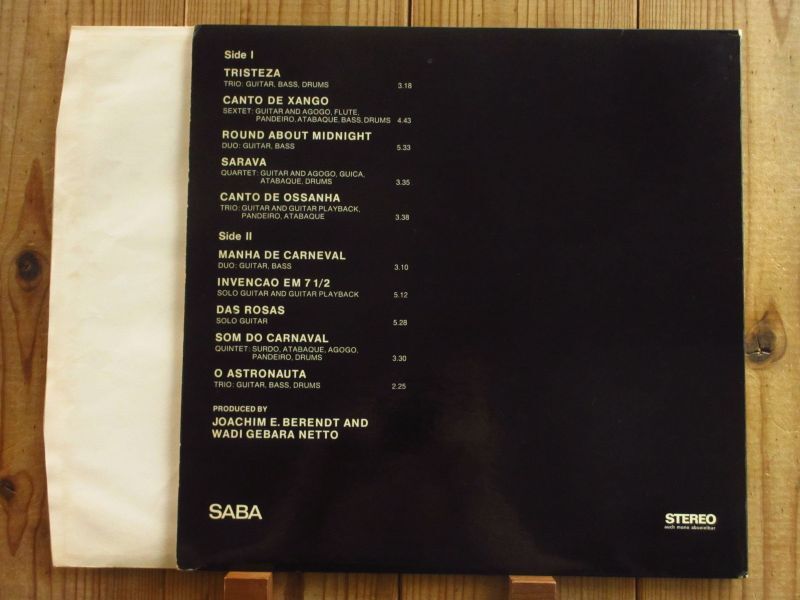 Side I
TRISTEZA
TRIO: GUITAR, BASS, DRUMS 3.18
CANTO DE XANGO
SEXTET: GUITAR AND AGOGO, FLUTE,
PANDEIRO, ATABAQUE, BASS, DRUMS 4.43
ROUND ABOUT MIDNIGHT
DUO: GUITAR, BASS 5.33
SARAVA
QUARTET: GUITAR AND AGOGO, GUICA,
ATABAQUE, DRUMS 3.35
CANTO DE OSSANHA
TRIO: GUITAR AND GUITAR PLAYBACK,
PANDEIRO, ATABAQUE 3.38
Side II
MANHA DE CARNEVAL
DUO: GUITAR, BASS 3.10
INVENCAO EM 7 1/2
SOLO GUITAR AND GUITAR PLAYBACK 5.12
DAS ROSAS
SOLO GUITAR 5.28
SOM DO CARNAVAL
QUINTET: SURDO, ATABAQUE, AGOGO,
PANDEIRO, DRUMS 3.30
O ASTRONAUTA
TRIO: GUITAR, BASS, DRUMS 2.25
PRODUCED BY
JOACHIM E. BERENDT AND
WADI GEBARA NETTO
SABA
STEREO
auch mono abspielbar